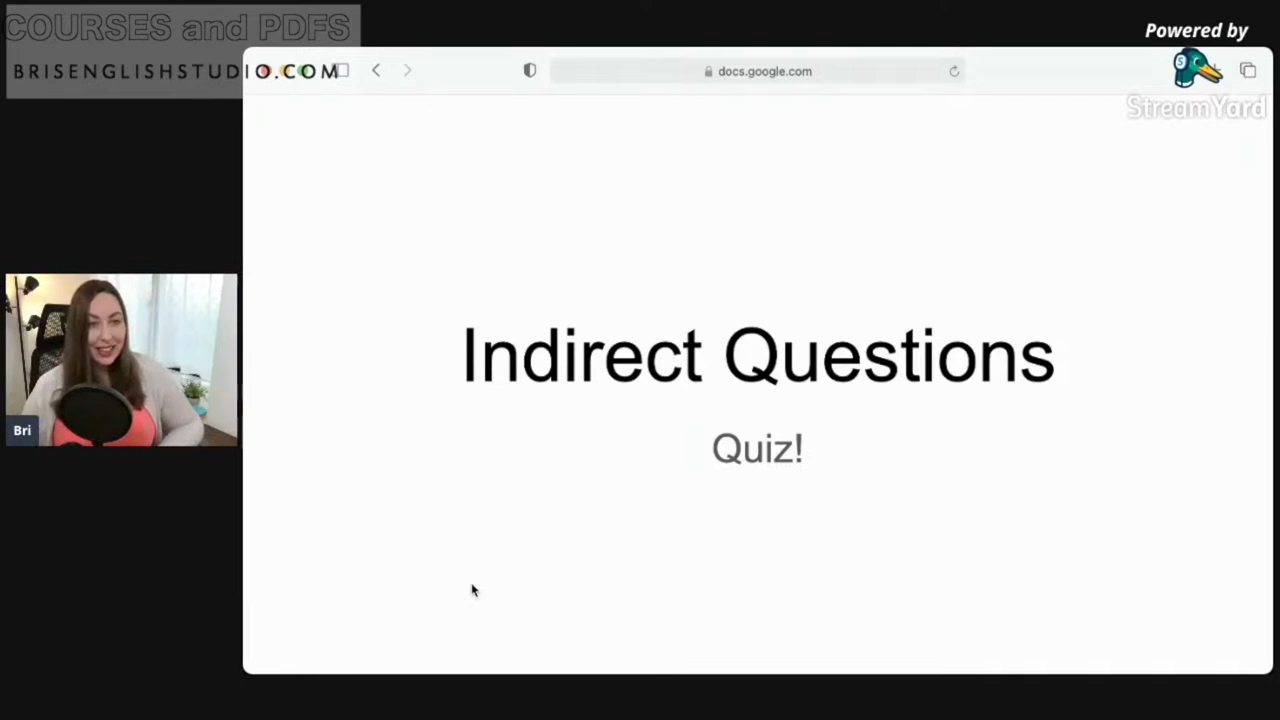 COURSES and PDFS
BRISENGLISHSTUDIO.COM
docs.google.com
Powered by
S
StreamYard
Indirect Questions
Quiz!
Bri